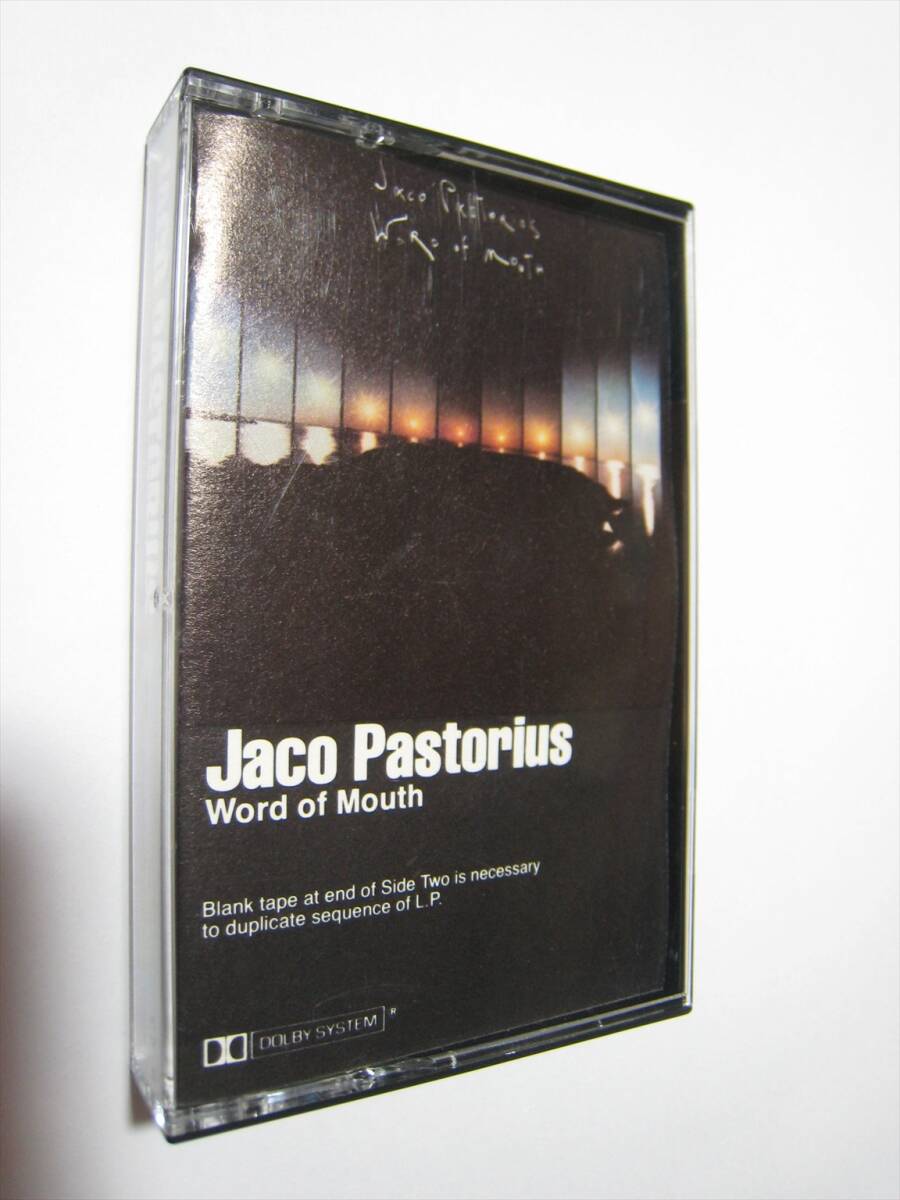 Jaco Pastorius
Word of Mouth
Jaco Pastorius
Word of Mouth
Blank tape at end of Side Two is necessary
to duplicate sequence of L.P.
DOLBY SYSTEM ®